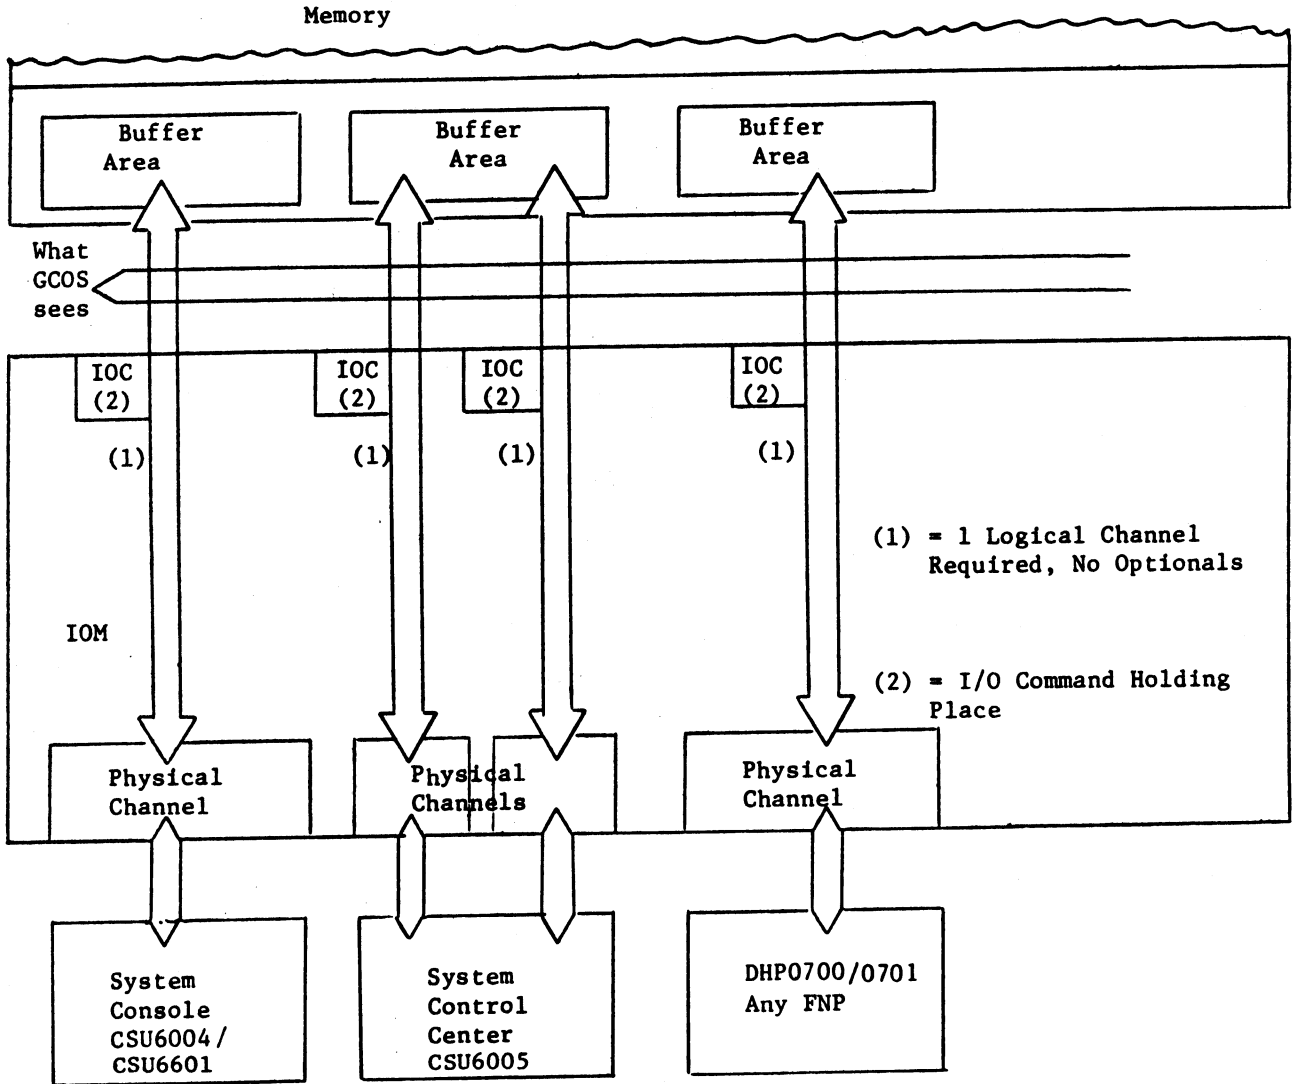 Memory
Buffer
Area
Buffer
Area
Buffer
Area
What
GCOS
sees
IOC
(2)
IOC
(2)
IOC
(2)
IOC
(2)
(1)
(1)
(1)
(1)
(1) = 1 Logical Channel
Required, No Optionals
IOM
(2) = I/O Command Holding
Place
Physical
Channel
Physical
Channels
Physical
Channel
System
Console
CSU6004/
CSU6601
System
Control
Center
CSU6005
DHP0700/0701
Any FNP